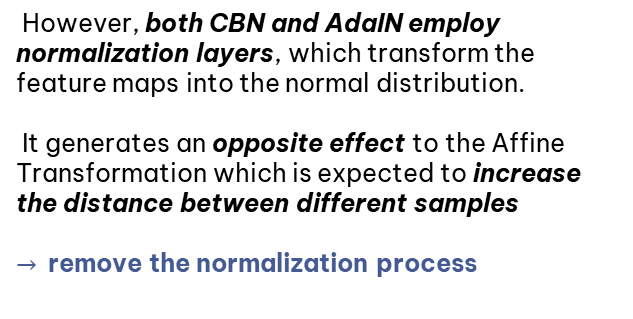 However, both CBN and AdaIN employ
normalization layers, which transform the
feature maps into the normal distribution.
It generates an opposite effect to the Affine
Transformation which is expected to increase
the distance between different samples
→ remove the normalization process